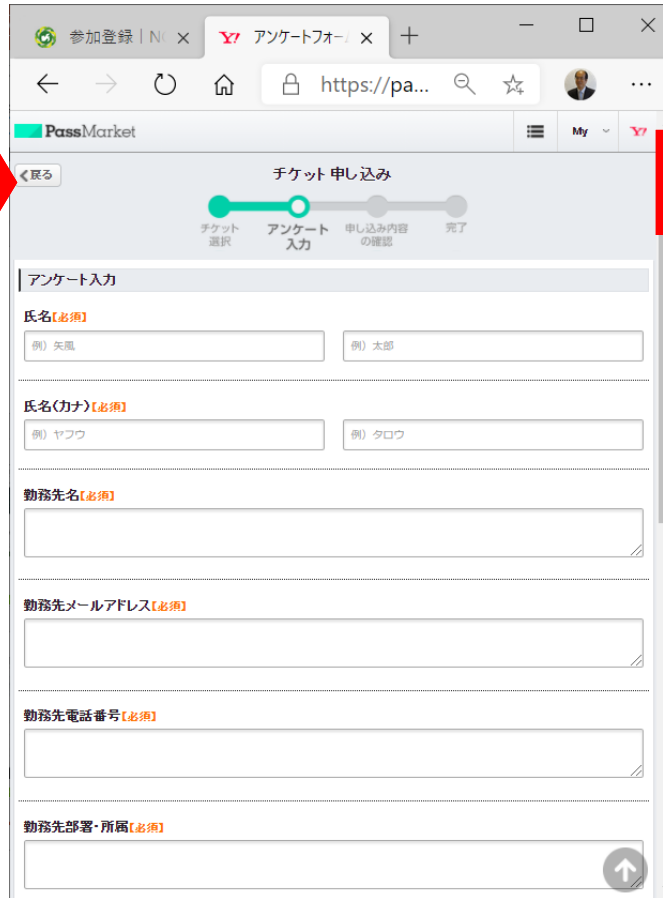 参加登録 | N
アンケートフォー
https://pa...
PassMarket
My
Y?
戻る
チケット申し込み
チケット
選択
アンケート
入力
申し込み内容
の確認
完了
アンケート入力
氏名【必須】
例）矢風
例）太郎
氏名(カナ)【必須】
例）ヤフウ
例）タロウ
勤務先名【必須】
勤務先メールアドレス【必須】
勤務先電話番号【必須】
勤務先部署・所属【必須】